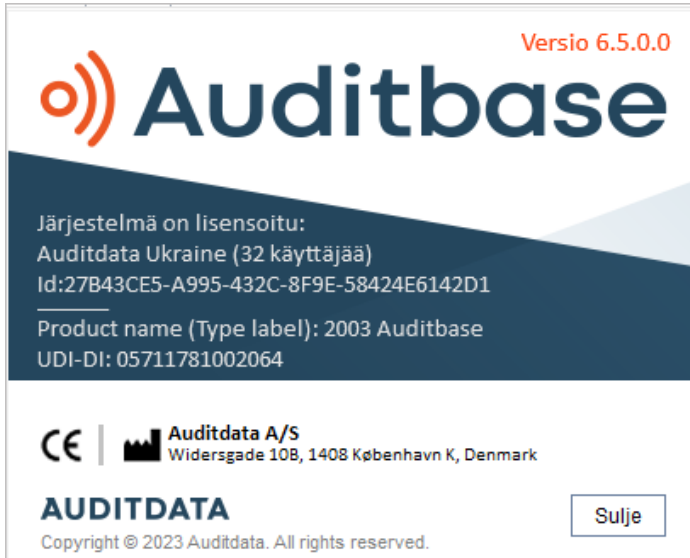 Versio 6.5.0.0
Auditbase
Järjestelmä on lisensoitu:
Auditdata Ukraine (32 käyttäjää)
Id:27B43CE5-A995-432C-8F9E-58424E6142D1
Product name (Type label): 2003 Auditbase
UDI-DI: 05711781002064
CE
Auditdata A/S
Widersgade 10B, 1408 København K, Denmark
AUDITDATA
Sulje
Copyright © 2023 Auditdata. All rights reserved.